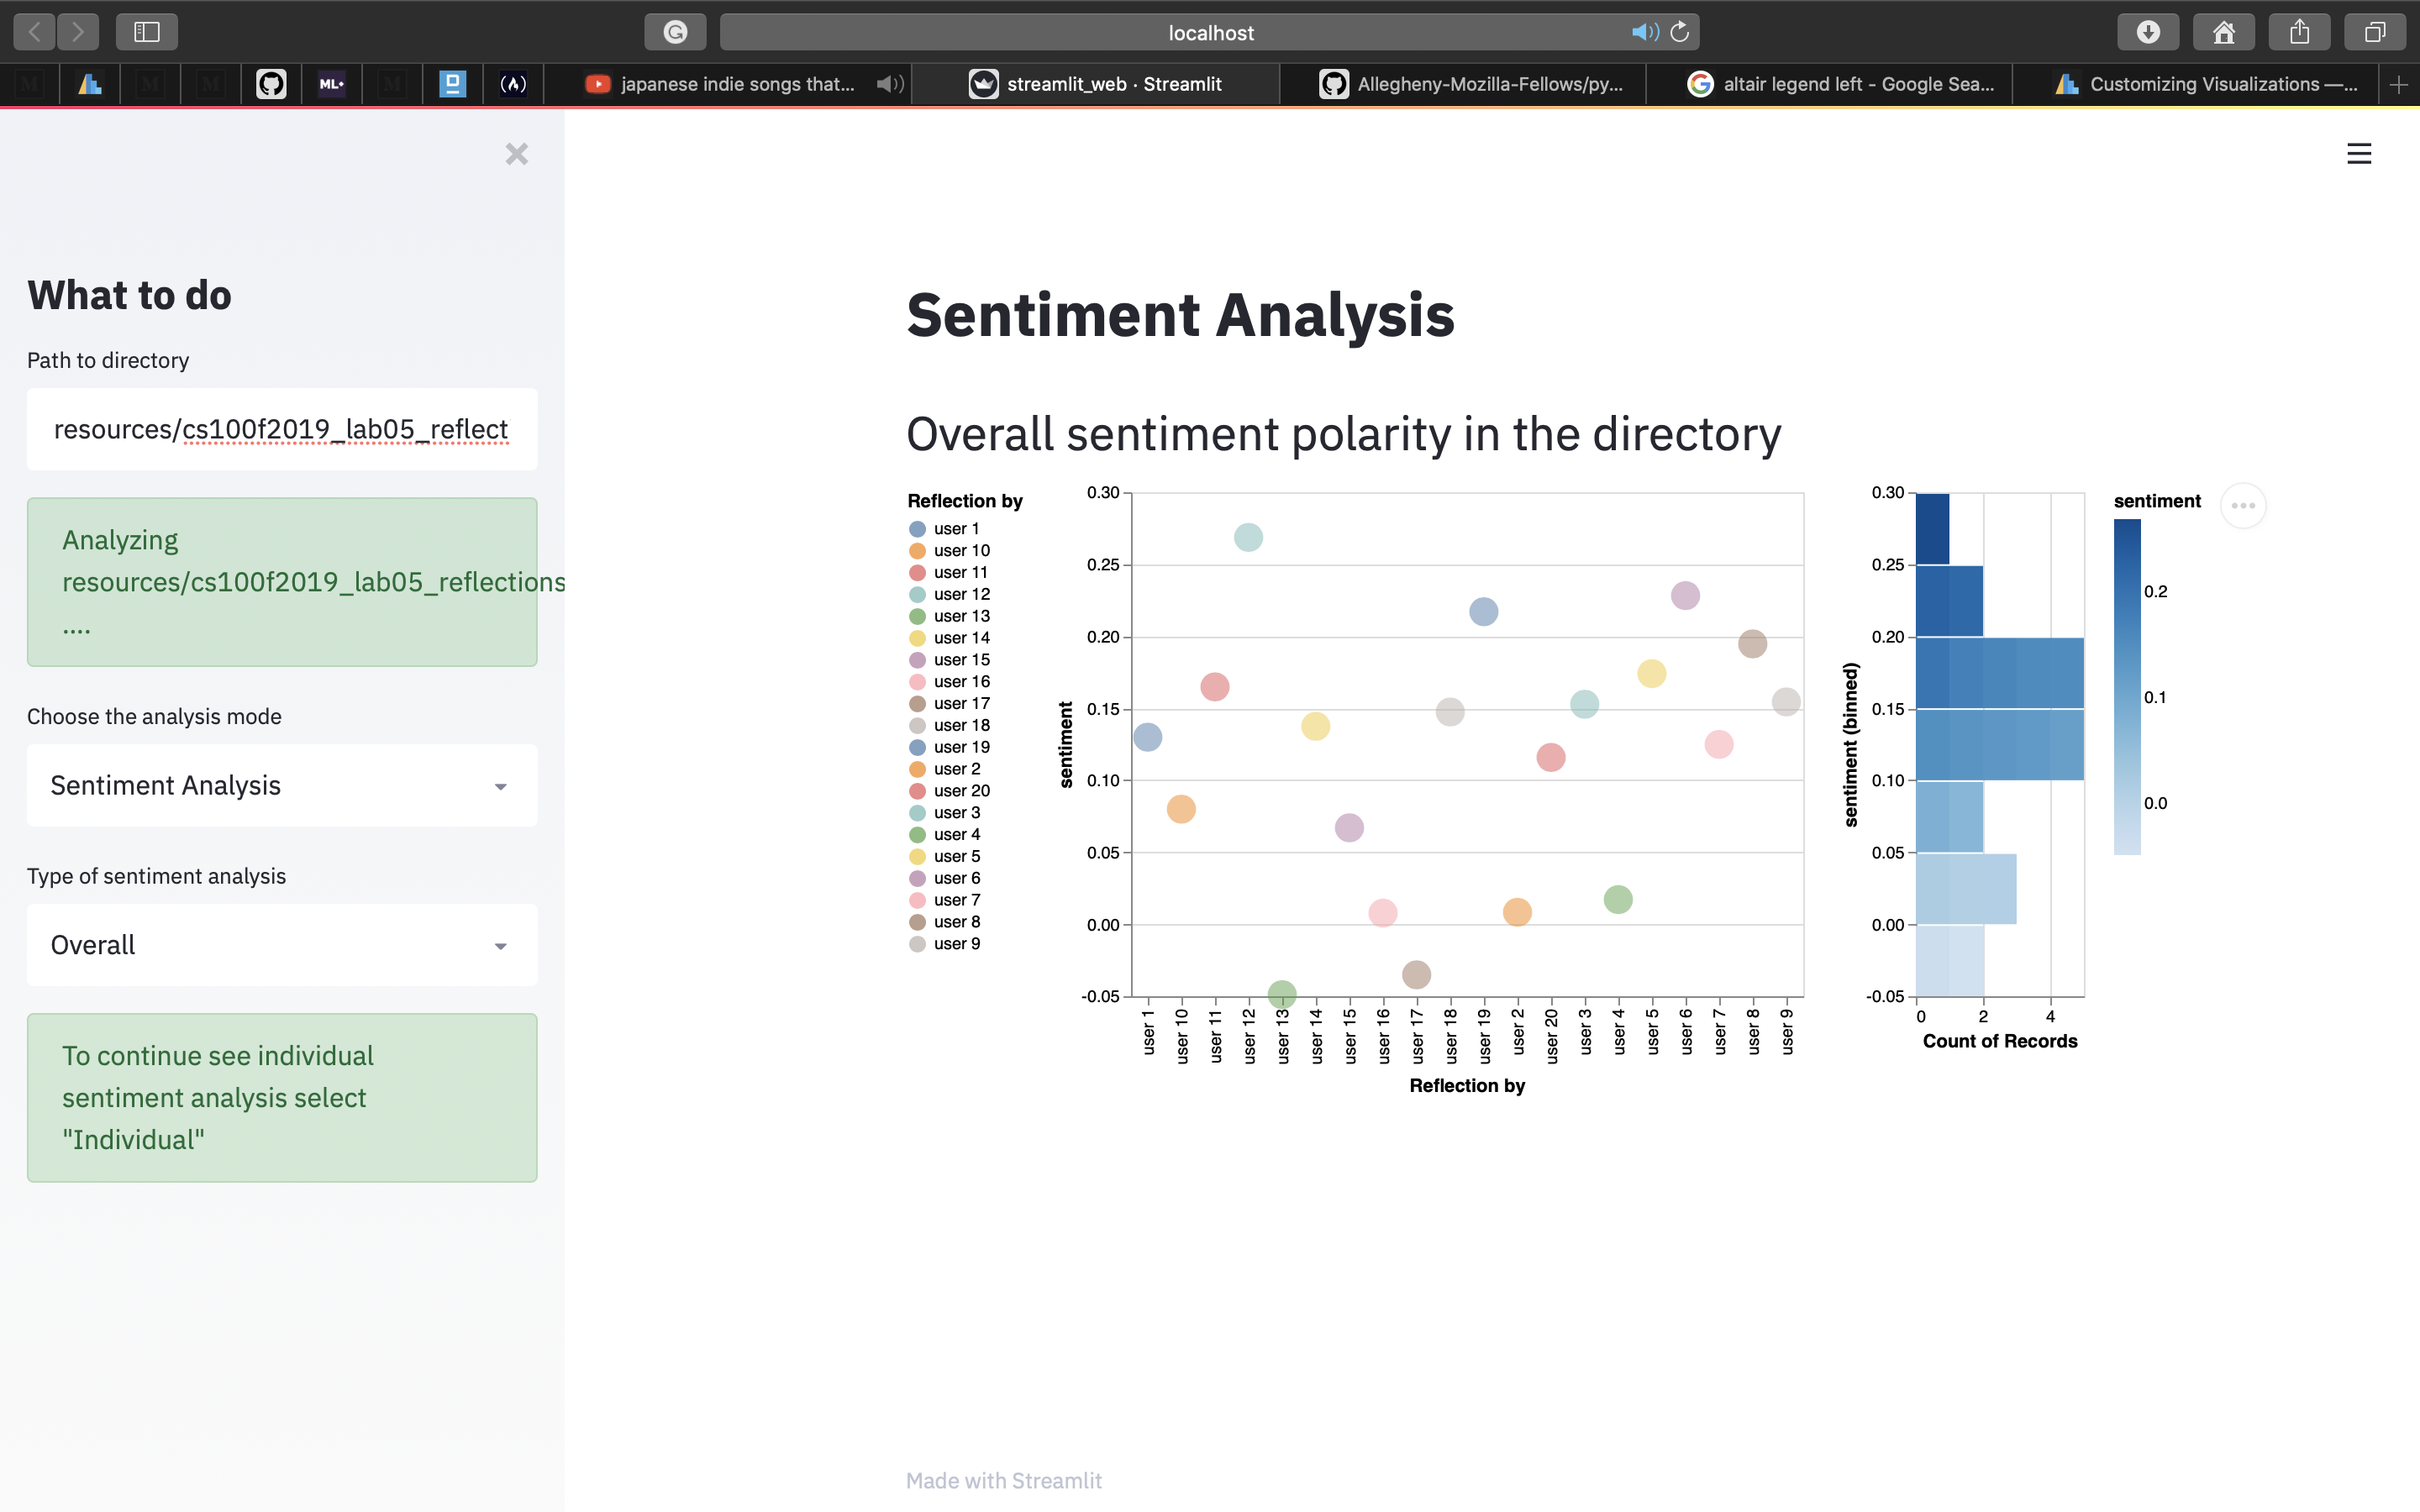 localhost
ML
japanese indie songs that...
streamlit_web · Streamlit
Allegheny-Mozilla-Fellows/py...
altair legend left - Google Sea...
Customizing Visualizations —...
What to do
Path to directory
resources/cs100f2019_lab05_reflect
Analyzing
resources/cs100f2019_lab05_reflections
....
Choose the analysis mode
Sentiment Analysis
Type of sentiment analysis
Overall
To continue see individual
sentiment analysis select
"Individual"
Sentiment Analysis
Overall sentiment polarity in the directory
Reflection by
user 1
user 10
user 11
user 12
user 13
user 14
user 15
user 16
user 17
user 18
user 19
user 2
user 20
user 3
user 4
user 5
user 6
user 7
user 8
user 9
sentiment
0.30
0.25
0.20
0.15
0.10
0.05
0.00
-0.05
user 1
user 10
user 11
user 12
user 13
user 14
user 15
user 16
user 17
user 18
user 19
user 2
user 20
user 3
user 4
user 5
user 6
user 7
user 8
user 9
Reflection by
sentiment (binned)
0.30
0.25
0.20
0.15
0.10
0.05
0.00
-0.05
0 2 4
Count of Records
sentiment
0.2
0.1
0.0
Made with Streamlit